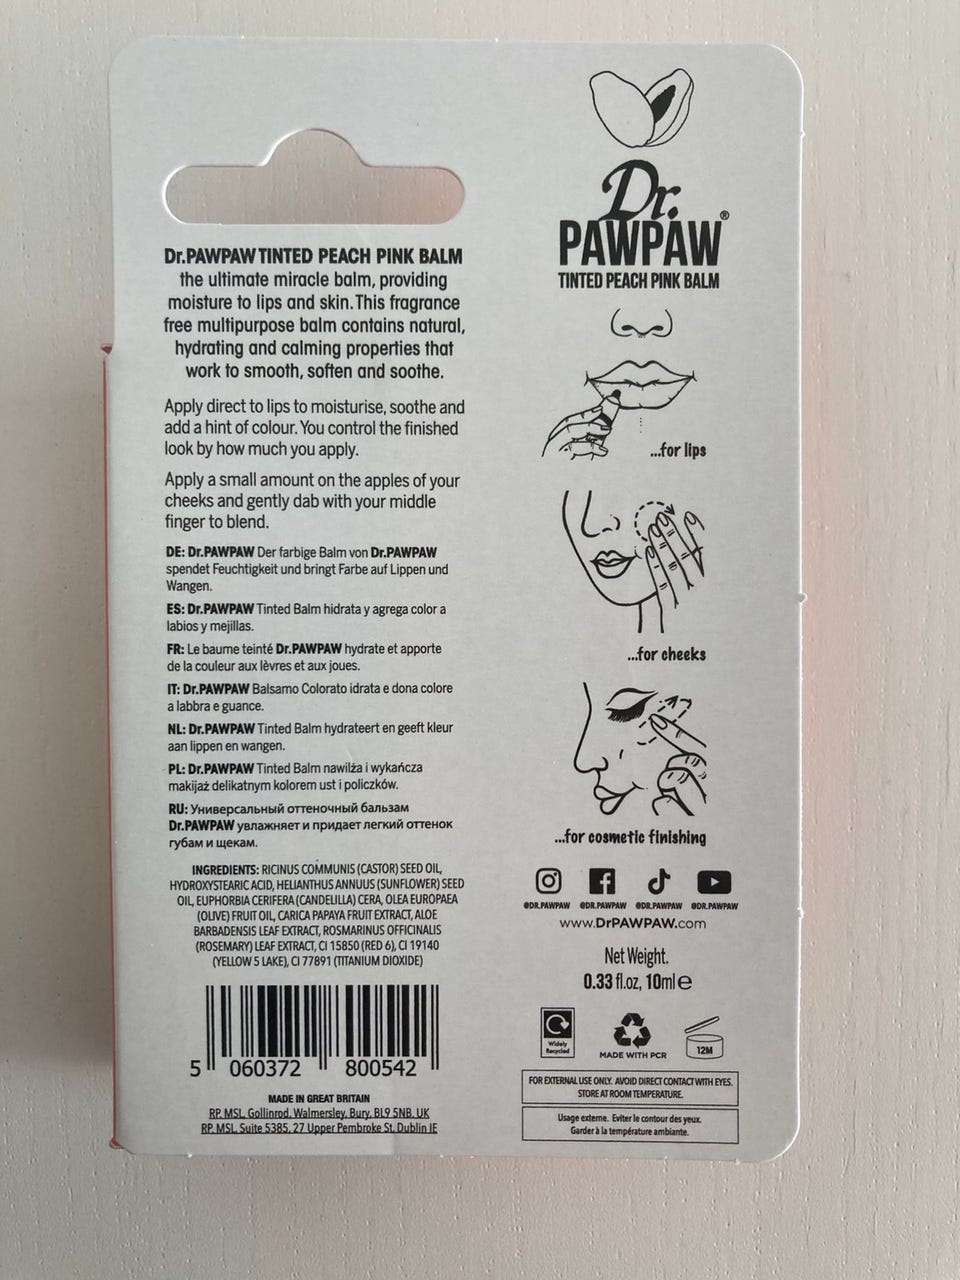 Dr.PAWPAW TINTED PEACH PINK BALM
the ultimate miracle balm, providing
moisture to lips and skin. This fragrance
free multipurpose balm contains natural,
hydrating and calming properties that
work to smooth, soften and soothe.
Apply direct to lips to moisturise, soothe and
add a hint of colour. You control the finished
look by how much you apply.
Apply a small amount on the apples of your
cheeks and gently dab with your middle
finger to blend.
DE: Dr.PAWPAW Der farbige Balm von Dr.PAWPAW
spendet Feuchtigkeit und bringt Farbe auf Lippen und
Wangen.
ES: Dr.PAWPAW Tinted Balm hidrata y agrega color a
labios y mejillas.
FR: Le baume teinté Dr.PAWPAW hydrate et apporte
de la couleur aux lèvres et aux joues.
IT: Dr.PAWPAW Balsamo Colorato idrata e dona colore
a labbra e guance.
NL: Dr.PAWPAW Tinted Balm hydrateert en geeft kleur
aan lippen en wangen.
PL: Dr.PAWPAW Tinted Balm nawilża i wykańcza
makijaż delikatnym kolorem ust i policzków.
RU: Универсальный оттеночный бальзам
Dr.PAWPAW увлажняет и придает легкий оттенок
губам и щекам.
INGREDIENTS: RICINUS COMMUNIS (CASTOR) SEED OIL,
HYDROXYSTEARIC ACID, HELIANTHUS ANNUUS (SUNFLOWER) SEED
OIL, EUPHORBIA CERIFERA (CANDELILLA) CERA, OLEA EUROPAEA
(OLIVE) FRUIT OIL, CARICA PAPAYA FRUIT EXTRACT, ALOE
BARBADENSIS LEAF EXTRACT, ROSMARINUS OFFICINALIS
(ROSEMARY) LEAF EXTRACT, CI 15850 (RED 6), CI 19140
(YELLOW 5 LAKE), CI 77891 (TITANIUM DIOXIDE)
5 060372 800542
MADE IN GREAT BRITAIN
RP. MSL, Gollinrod, Walmersley, Bury, BL9 5NB, UK
RP. MSL, Suite 5385, 27 Upper Pembroke St, Dublin IE
Dr.
PAWPAW®
TINTED PEACH PINK BALM
...for lips
...for cheeks
...for cosmetic finishing
@DR.PAWPAW @DR.PAWPAW @DR.PAWPAW @DR.PAWPAW
www.DrPAWPAW.com
Net Weight.
0.33 fl.oz, 10ml e
Widely
Recycled
MADE WITH PCR
12M
FOR EXTERNAL USE ONLY. AVOID DIRECT CONTACT WITH EYES.
STORE AT ROOM TEMPERATURE.
Usage externe. Eviter le contour des yeux.
Garder à la température ambiante.